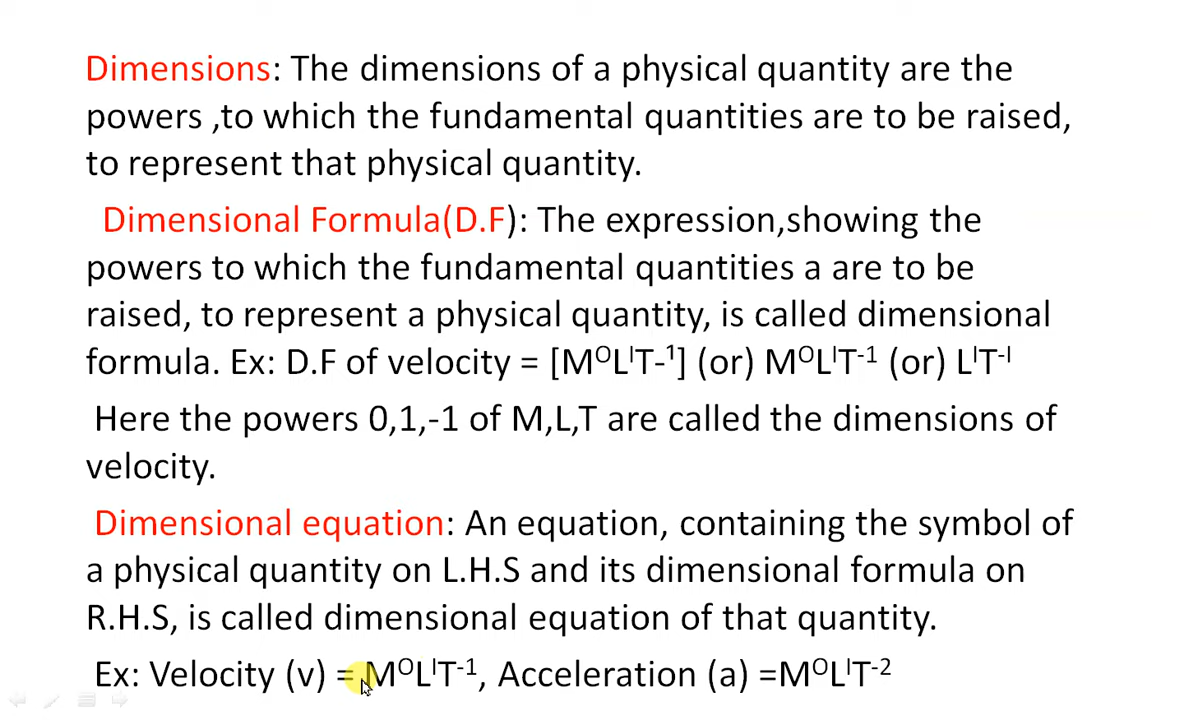 Dimensions: The dimensions of a physical quantity are the
powers ,to which the fundamental quantities are to be raised,
to represent that physical quantity.
Dimensional Formula(D.F): The expression,showing the
powers to which the fundamental quantities a are to be
raised, to represent a physical quantity, is called dimensional
formula. Ex: D.F of velocity = [MᴼLᴵT-¹] (or) MᴼLᴵT⁻¹ (or) LᴵT⁻ᴵ
Here the powers 0,1,-1 of M,L,T are called the dimensions of
velocity.
Dimensional equation: An equation, containing the symbol of
a physical quantity on L.H.S and its dimensional formula on
R.H.S, is called dimensional equation of that quantity.
Ex: Velocity (v) = MᴼLᴵT⁻¹, Acceleration (a) =MᴼLᴵT⁻²